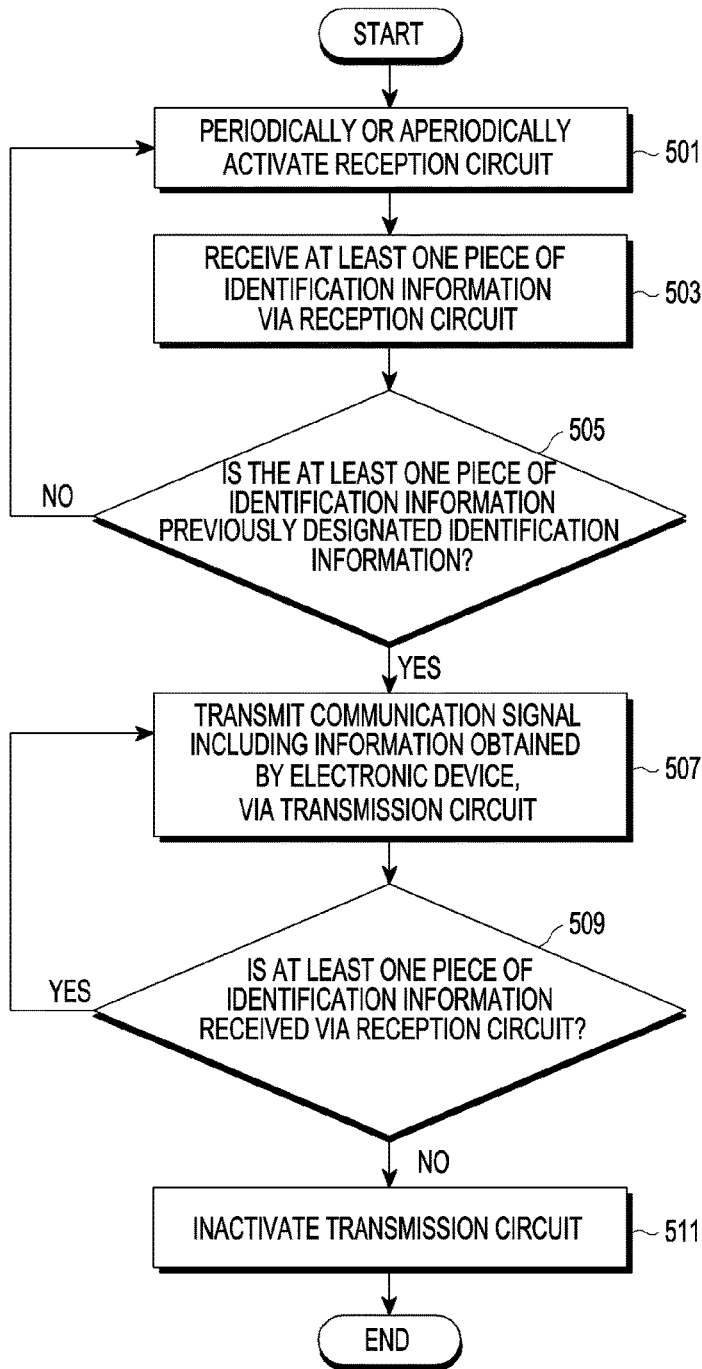 START
PERIODICALLY OR APERIODICALLY
ACTIVATE RECEPTION CIRCUIT
501
RECEIVE AT LEAST ONE PIECE OF
IDENTIFICATION INFORMATION
VIA RECEPTION CIRCUIT
503
505
IS THE AT LEAST ONE PIECE OF
IDENTIFICATION INFORMATION
PREVIOUSLY DESIGNATED IDENTIFICATION
INFORMATION?
NO
YES
TRANSMIT COMMUNICATION SIGNAL
INCLUDING INFORMATION OBTAINED
BY ELECTRONIC DEVICE,
VIA TRANSMISSION CIRCUIT
507
509
IS AT LEAST ONE PIECE OF
IDENTIFICATION INFORMATION
RECEIVED VIA RECEPTION CIRCUIT?
YES
NO
INACTIVATE TRANSMISSION CIRCUIT
511
END